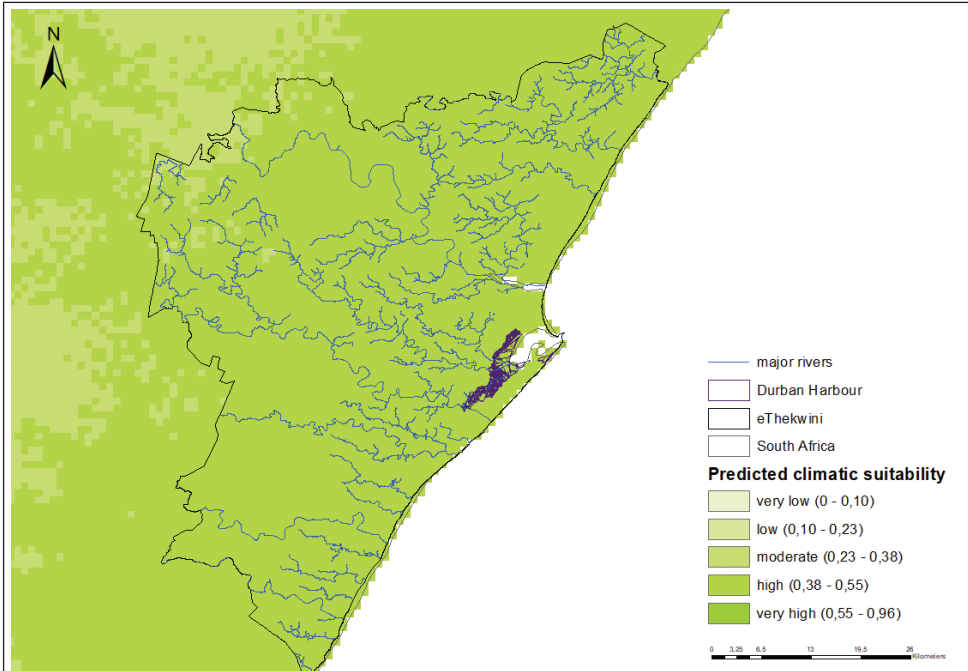 N
major rivers
Durban Harbour
eThekwini
South Africa
Predicted climatic suitability
very low (0 - 0,10)
low (0,10 - 0,23)
moderate (0,23 - 0,38)
high (0,38 - 0,55)
very high (0,55 - 0,96)
0 3,25 6,5 13 19,5 26
Kilometers